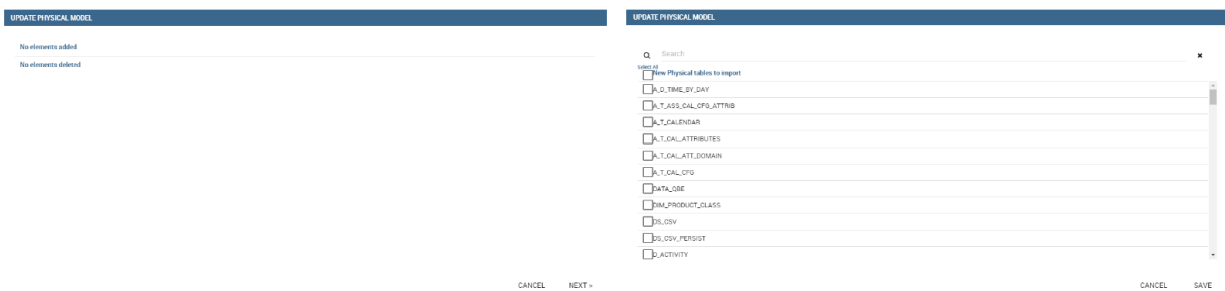 UPDATE PHYSICAL MODEL
No elements added
No elements deleted
CANCEL NEXT »
UPDATE PHYSICAL MODEL
Search
Select All
New Physical tables to import
A_D_TIME_BY_DAY
A_T_ASS_CAL_CFG_ATTRIB
A_T_CALENDAR
A_T_CAL_ATTRIBUTES
A_T_CAL_ATT_DOMAIN
A_T_CAL_CFG
DATA_QBE
DIM_PRODUCT_CLASS
DS_CSV
DS_CSV_PERSIST
D_ACTIVITY
CANCEL SAVE